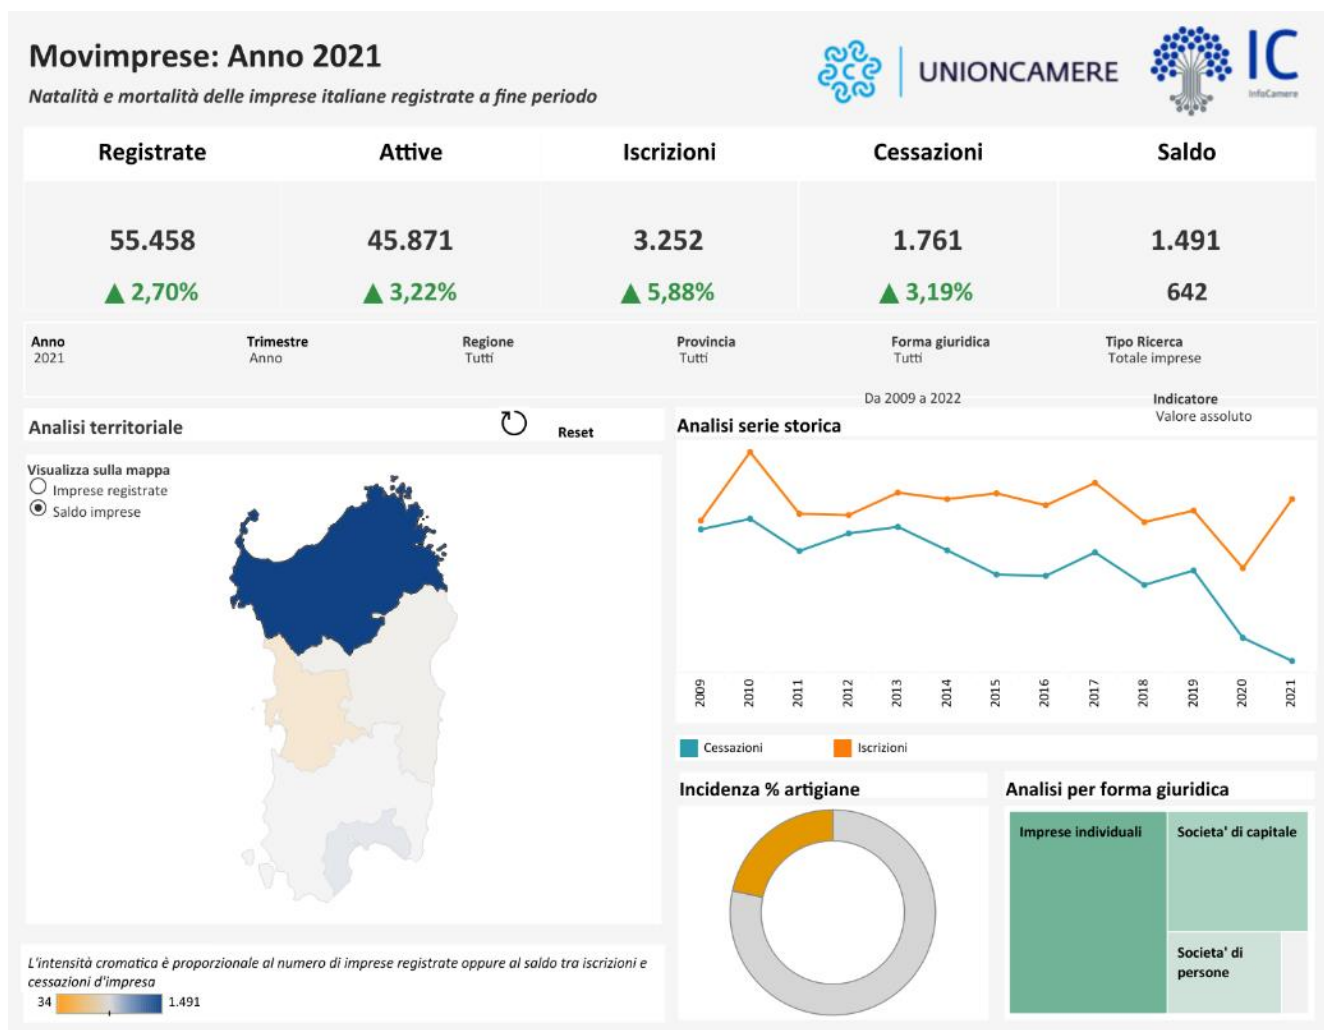 Movimprese: Anno 2021
Natalità e mortalità delle imprese italiane registrate a fine periodo
UNIONCAMERE
IC
InfoCamere
Registrate Attive Iscrizioni Cessazioni Saldo
55.458 45.871 3.252 1.761 1.491
▲ 2,70% ▲ 3,22% ▲ 5,88% ▲ 3,19% 642
Anno Trimestre Regione Provincia Forma giuridica Tipo Ricerca
2021 Anno Tutti Tutti Tutti Totale imprese
Da 2009 a 2022 Indicatore
Valore assoluto
Analisi territoriale Reset
Visualizza sulla mappa
Imprese registrate
Saldo imprese
L'intensità cromatica è proporzionale al numero di imprese registrate oppure al saldo tra iscrizioni e
cessazioni d'impresa
34 1.491
Analisi serie storica
2009 2010 2011 2012 2013 2014 2015 2016 2017 2018 2019 2020 2021
Cessazioni Iscrizioni
Incidenza % artigiane
Analisi per forma giuridica
Imprese individuali
Societa' di capitale
Societa' di
persone